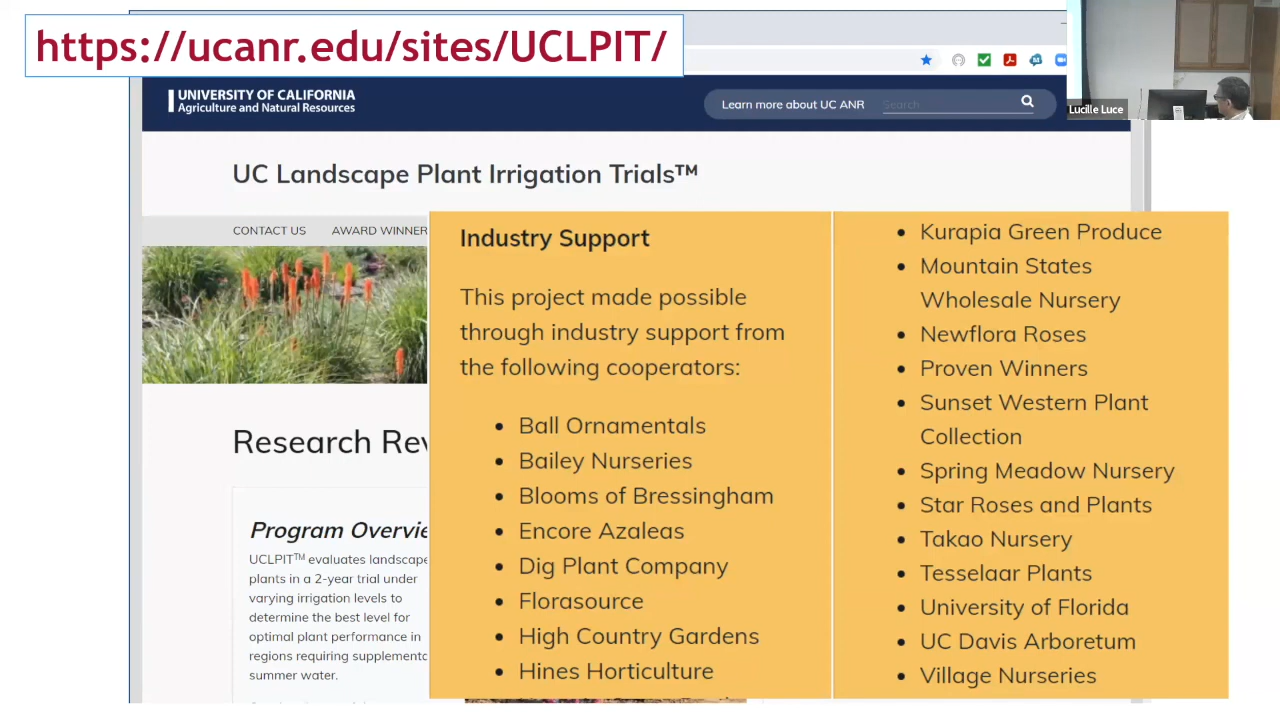 https://ucanr.edu/sites/UCLPIT/
UNIVERSITY OF CALIFORNIA
Agriculture and Natural Resources
Learn more about UC ANR
Search
Lucille Luce
UC Landscape Plant Irrigation Trials™
CONTACT US
AWARD WINNER
Research Rev
Program Overvie
UCLPIT™ evaluates landscape
plants in a 2-year trial under
varying irrigation levels to
determine the best level for
optimal plant performance in
regions requiring supplementa
summer water.
Industry Support
This project made possible
through industry support from
the following cooperators:
• Ball Ornamentals
• Bailey Nurseries
• Blooms of Bressingham
• Encore Azaleas
• Dig Plant Company
• Florasource
• High Country Gardens
• Hines Horticulture
• Kurapia Green Produce
• Mountain States
Wholesale Nursery
• Newflora Roses
• Proven Winners
• Sunset Western Plant
Collection
• Spring Meadow Nursery
• Star Roses and Plants
• Takao Nursery
• Tesselaar Plants
• University of Florida
• UC Davis Arboretum
• Village Nurseries